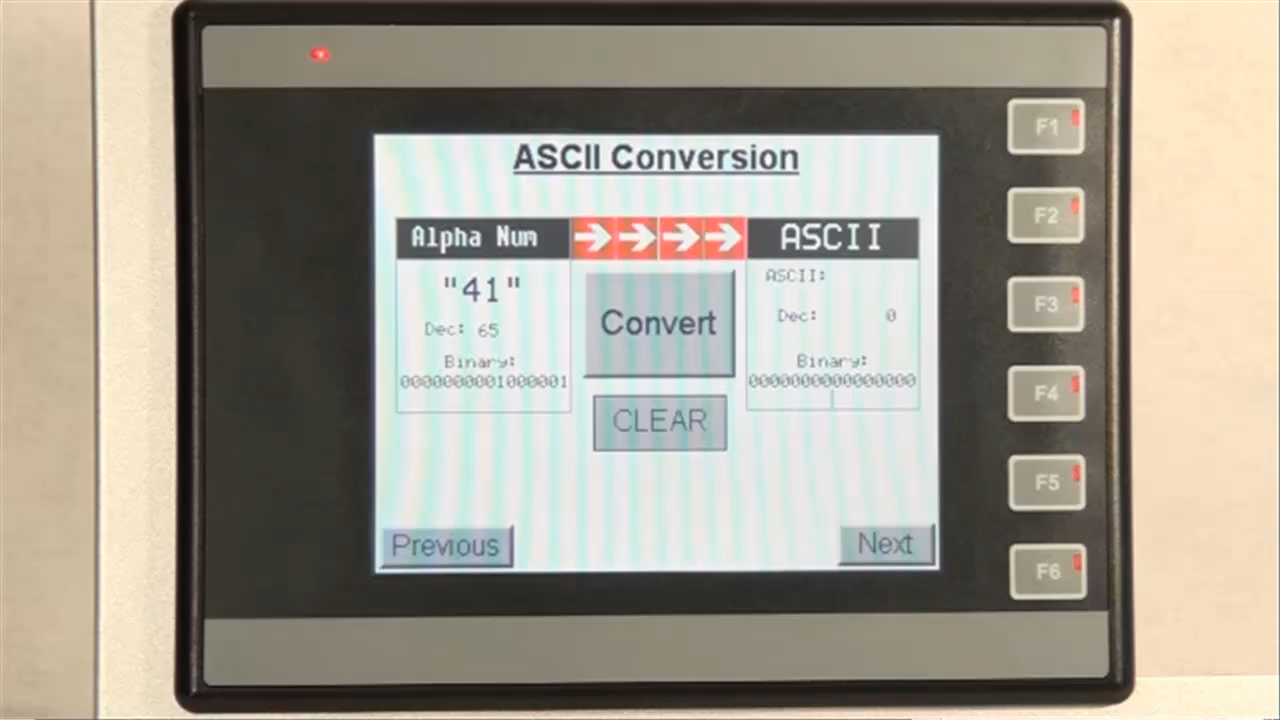 ASCII Conversion
Alpha Num
ASCII
"41"
Dec: 65
Binary:
0000000001000001
Convert
CLEAR
ASCII:
Dec: 0
Binary:
0000000000000000
Previous
Next
F1
F2
F3
F4
F5
F6